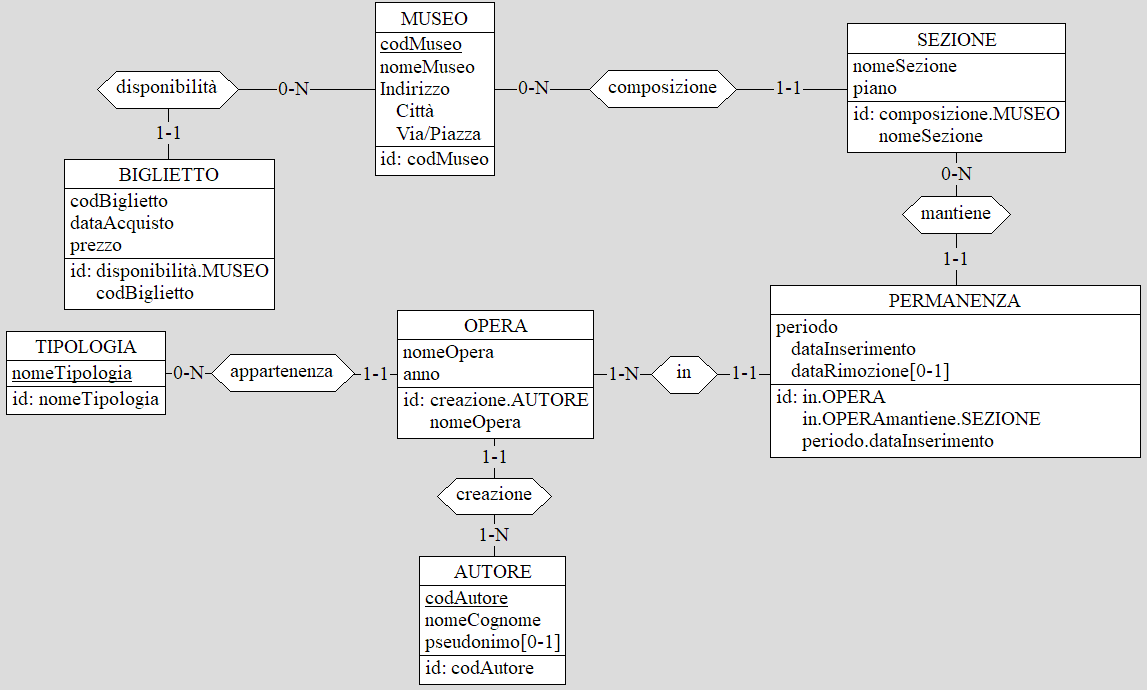 MUSEO
codMuseo
nomeMuseo
Indirizzo
Città
Via/Piazza
id: codMuseo
disponibilità
0-N
1-1
0-N
composizione
1-1
SEZIONE
nomeSezione
piano
id: composizione.MUSEO
nomeSezione
0-N
mantiene
1-1
BIGLIETTO
codBiglietto
dataAcquisto
prezzo
id: disponibilità.MUSEO
codBiglietto
TIPOLOGIA
nomeTipologia
id: nomeTipologia
0-N
appartenenza
1-1
OPERA
nomeOpera
anno
id: creazione.AUTORE
nomeOpera
1-N
in
1-1
PERMANENZA
periodo
dataInserimento
dataRimozione[0-1]
id: in.OPERA
in.OPERAmantiene.SEZIONE
periodo.dataInserimento
1-1
creazione
1-N
AUTORE
codAutore
nomeCognome
pseudonimo[0-1]
id: codAutore